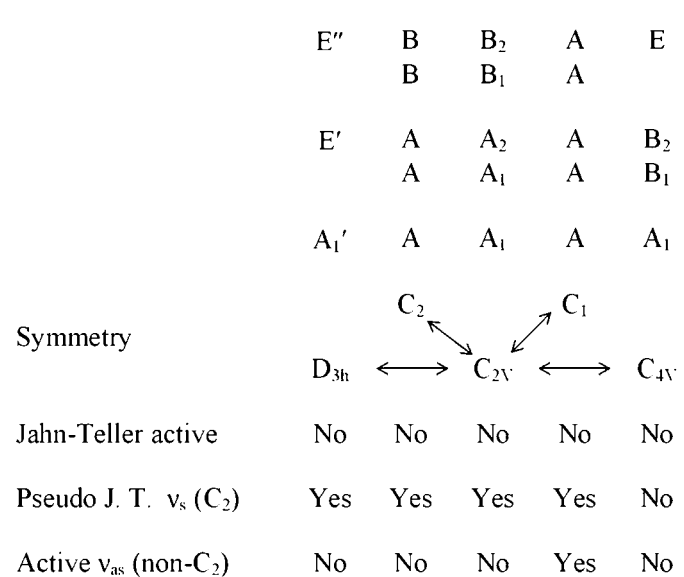 E″ B B₂ A E
B B₁ A
E′ A A₂ A B₂
A A₁ A B₁
A₁′ A A₁ A A₁
C₂ C₁
Symmetry
D₃ₕ C₂ᵥ C₄ᵥ
Jahn-Teller active No No No No No
Pseudo J. T. νₛ (C₂) Yes Yes Yes Yes No
Active νₐₛ (non-C₂) No No No Yes No